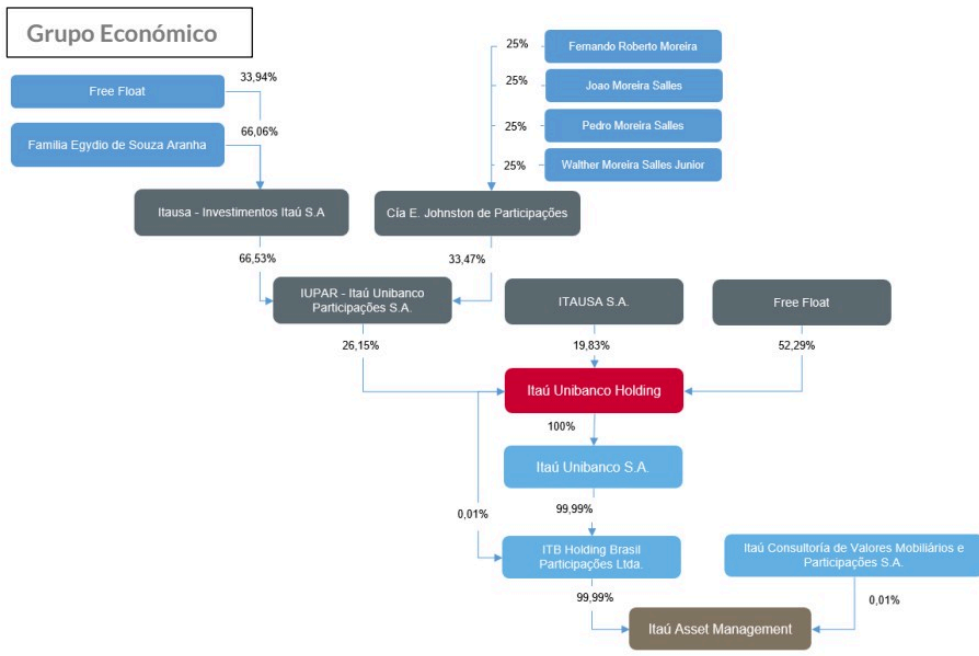 Grupo Económico
Free Float
33,94%
Familia Egydio de Souza Aranha
66,06%
25%
Fernando Roberto Moreira
25%
Joao Moreira Salles
25%
Pedro Moreira Salles
25%
Walther Moreira Salles Junior
Itausa - Investimentos Itaú S.A
Cía E. Johnston de Participações
66,53%
33,47%
IUPAR - Itaú Unibanco
Participações S.A.
ITAUSA S.A.
Free Float
26,15%
19,83%
52,29%
Itaú Unibanco Holding
100%
Itaú Unibanco S.A.
0,01%
99,99%
ITB Holding Brasil
Participações Ltda.
Itaú Consultoría de Valores Mobiliários e
Participações S.A.
99,99%
0,01%
Itaú Asset Management